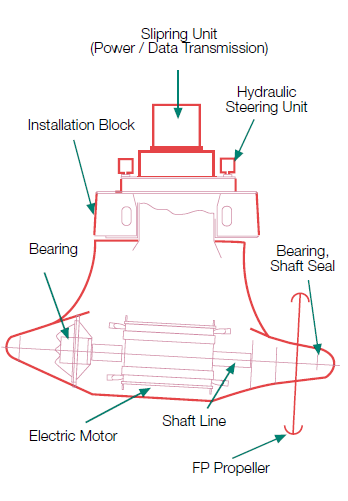 Slipring Unit
(Power / Data Transmission)
Hydraulic
Steering Unit
Installation Block
Bearing
Bearing,
Shaft Seal
Shaft Line
Electric Motor
FP Propeller